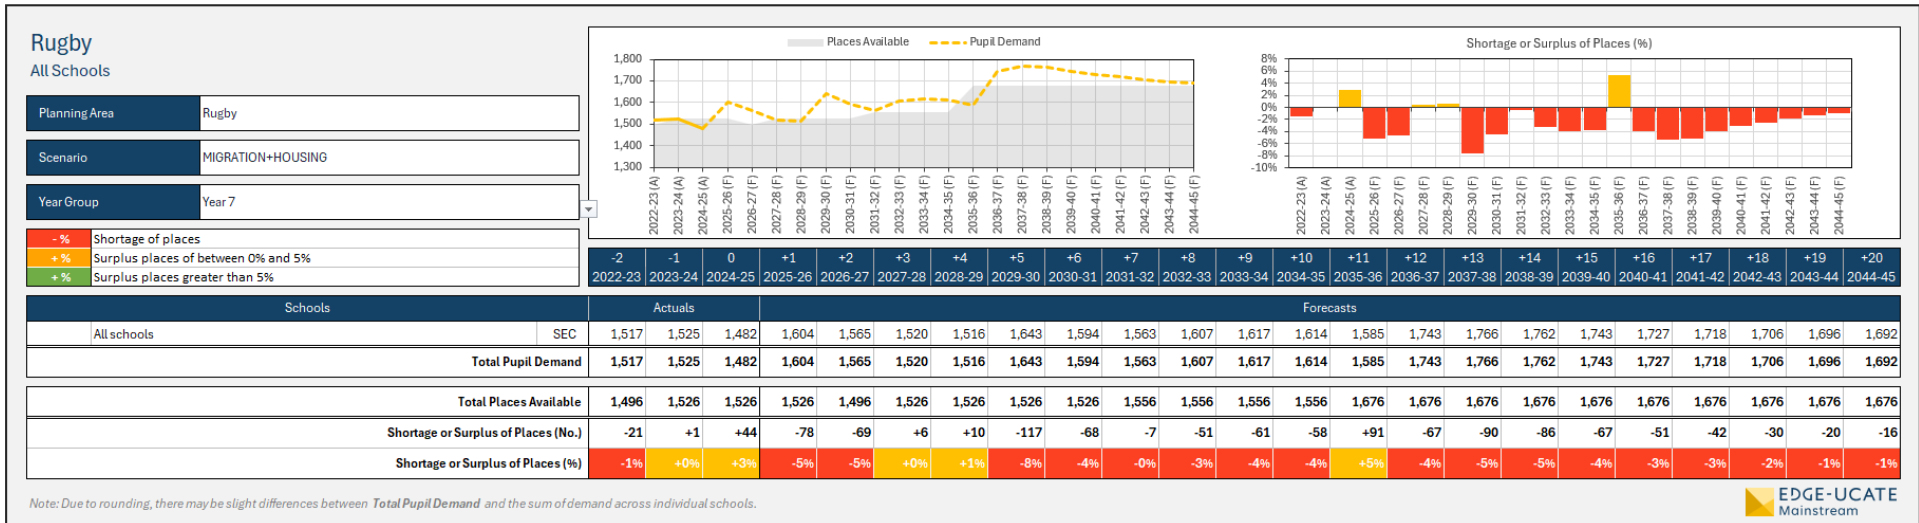 Rugby
All Schools
Planning Area Rugby
Scenario MIGRATION+HOUSING
Year Group Year 7
- % Shortage of places
+ % Surplus places of between 0% and 5%
+ % Surplus places greater than 5%
Places Available Pupil Demand
1,800
1,700
1,600
1,500
1,400
1,300
2022-23 (A)
2023-24 (A)
2024-25 (A)
2025-26 (F)
2026-27 (F)
2027-28 (F)
2028-29 (F)
2029-30 (F)
2030-31 (F)
2031-32 (F)
2032-33 (F)
2033-34 (F)
2034-35 (F)
2035-36 (F)
2036-37 (F)
2037-38 (F)
2038-39 (F)
2039-40 (F)
2040-41 (F)
2041-42 (F)
2042-43 (F)
2043-44 (F)
2044-45 (F)
Shortage or Surplus of Places (%)
8%
6%
4%
2%
0%
-2%
-4%
-6%
-8%
-10%
2022-23 (A)
2023-24 (A)
2024-25 (A)
2025-26 (F)
2026-27 (F)
2027-28 (F)
2028-29 (F)
2029-30 (F)
2030-31 (F)
2031-32 (F)
2032-33 (F)
2033-34 (F)
2034-35 (F)
2035-36 (F)
2036-37 (F)
2037-38 (F)
2038-39 (F)
2039-40 (F)
2040-41 (F)
2041-42 (F)
2042-43 (F)
2043-44 (F)
2044-45 (F)
-2 -1 0 +1 +2 +3 +4 +5 +6 +7 +8 +9 +10 +11 +12 +13 +14 +15 +16 +17 +18 +19 +20
2022-23 2023-24 2024-25 2025-26 2026-27 2027-28 2028-29 2029-30 2030-31 2031-32 2032-33 2033-34 2034-35 2035-36 2036-37 2037-38 2038-39 2039-40 2040-41 2041-42 2042-43 2043-44 2044-45
Schools Actuals Forecasts
All schools SEC 1,517 1,525 1,482 1,604 1,565 1,520 1,516 1,643 1,594 1,563 1,607 1,617 1,614 1,585 1,743 1,766 1,762 1,743 1,727 1,718 1,706 1,696 1,692
Total Pupil Demand 1,517 1,525 1,482 1,604 1,565 1,520 1,516 1,643 1,594 1,563 1,607 1,617 1,614 1,585 1,743 1,766 1,762 1,743 1,727 1,718 1,706 1,696 1,692
Total Places Available 1,496 1,526 1,526 1,526 1,496 1,526 1,526 1,526 1,526 1,556 1,556 1,556 1,556 1,676 1,676 1,676 1,676 1,676 1,676 1,676 1,676 1,676 1,676
Shortage or Surplus of Places (No.) -21 +1 +44 -78 -69 +6 +10 -117 -68 -7 -51 -61 -58 +91 -67 -90 -86 -67 -51 -42 -30 -20 -16
Shortage or Surplus of Places (%) -1% +0% +3% -5% -5% +0% +1% -8% -4% -0% -3% -4% -4% +5% -4% -5% -5% -4% -3% -3% -2% -1% -1%
Note: Due to rounding, there may be slight differences between Total Pupil Demand and the sum of demand across individual schools.
EDGE-UCATE
Mainstream